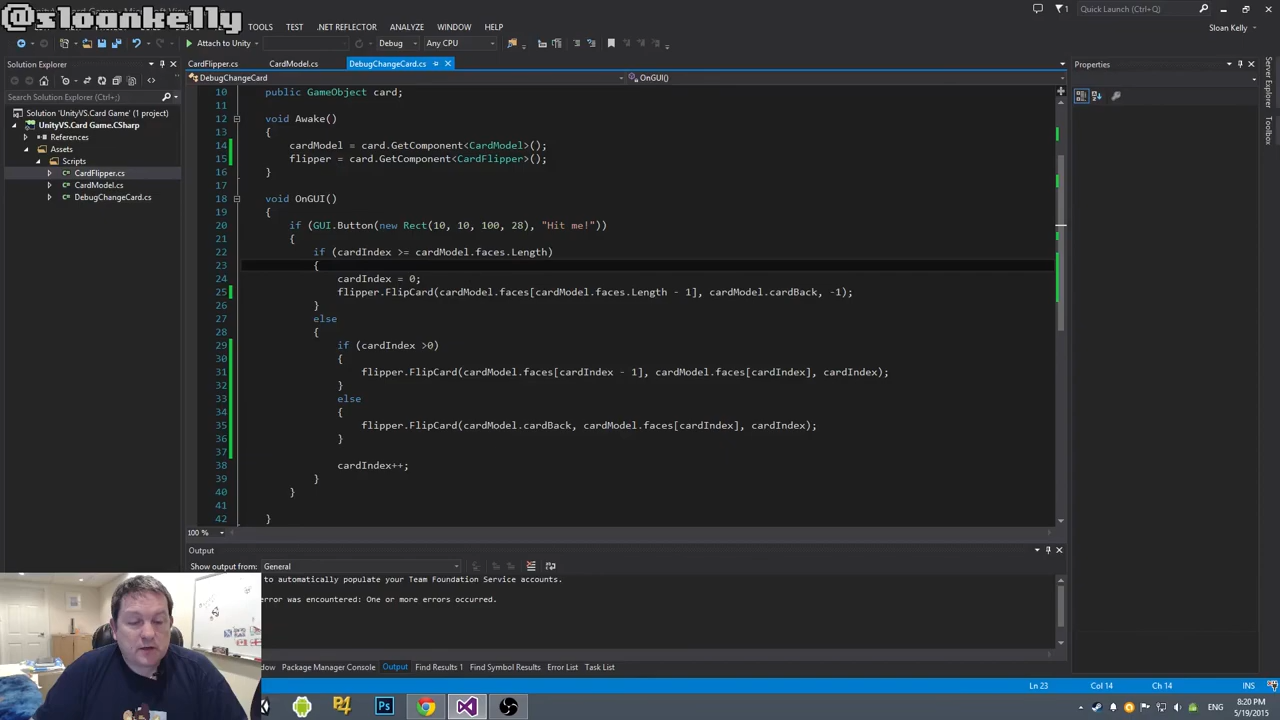 @sloankelly
Quick Launch (Ctrl+Q)
TOOLS
.NET REFLECTOR
ANALYZE
WINDOW
HELP
Sloan Kelly
Attach to Unity
Debug
Any CPU
Solution Explorer
CardFlipper.cs
CardModel.cs
DebugChangeCard.cs
Properties
Server Explorer
Toolbox
DebugChangeCard
OnGUI()
Search Solution Explorer (Ctrl+;)
Solution 'UnityVS.Card Game' (1 project)
UnityVS.Card Game.CSharp
References
Assets
Scripts
CardFlipper.cs
CardModel.cs
DebugChangeCard.cs
10 public GameObject card;
11
12 void Awake()
13 {
14 cardModel = card.GetComponent<CardModel>();
15 flipper = card.GetComponent<CardFlipper>();
16 }
17
18 void OnGUI()
19 {
20 if (GUI.Button(new Rect(10, 10, 100, 28), "Hit me!"))
21 {
22 if (cardIndex >= cardModel.faces.Length)
23 {
24 cardIndex = 0;
25 flipper.FlipCard(cardModel.faces[cardModel.faces.Length - 1], cardModel.cardBack, -1);
26 }
27 else
28 {
29 if (cardIndex >0)
30 {
31 flipper.FlipCard(cardModel.faces[cardIndex - 1], cardModel.faces[cardIndex], cardIndex);
32 }
33 else
34 {
35 flipper.FlipCard(cardModel.cardBack, cardModel.faces[cardIndex], cardIndex);
36 }
37
38 cardIndex++;
39 }
40 }
41
42 }
100 %
Output
Show output from:
General
to automatically populate your Team Foundation Service accounts.
error was encountered: One or more errors occurred.
Package Manager Console
Output
Find Results 1
Find Symbol Results
Error List
Task List
Ln 23
Col 14
Ch 14
INS
ENG
8:20 PM
5/19/2015